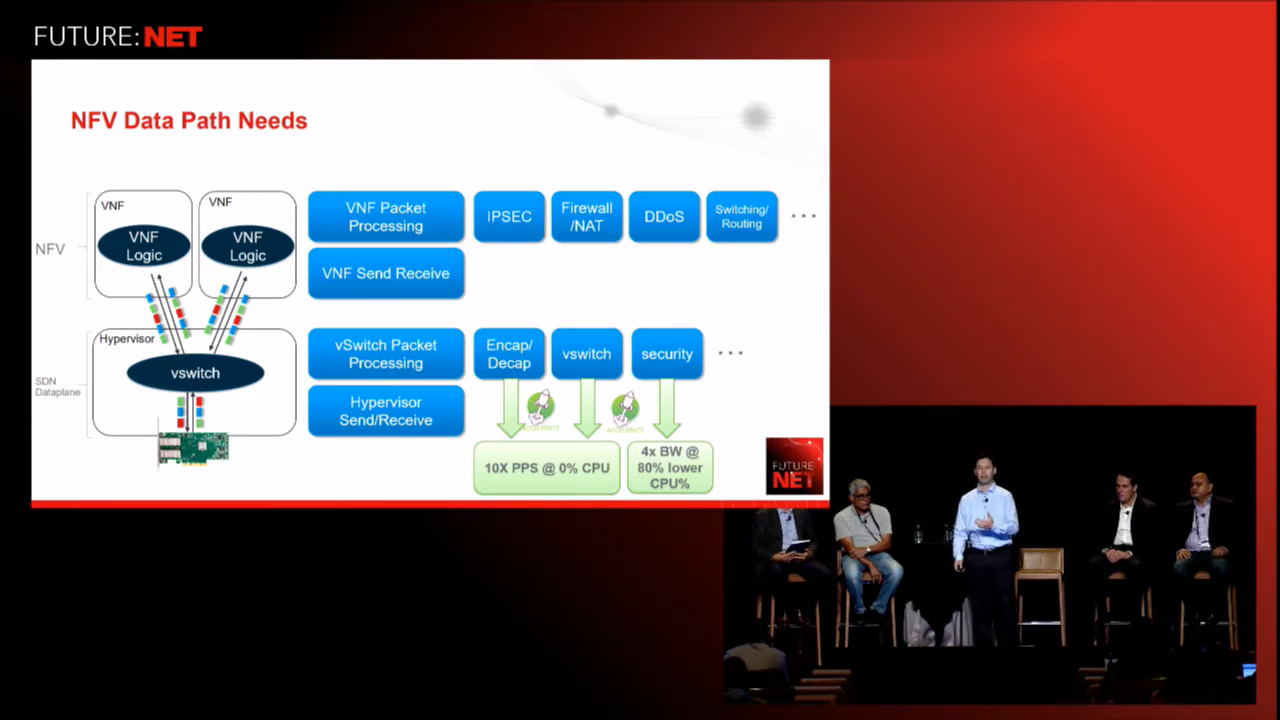 FUTURE:NET
NFV Data Path Needs
NFV
VNF
VNF
Logic
VNF
VNF
Logic
VNF Packet
Processing
IPSEC
Firewall
/NAT
DDoS
Switching/
Routing
...
VNF Send Receive
SDN
Dataplane
Hypervisor
vswitch
vSwitch Packet
Processing
Encap/
Decap
vswitch
security
...
Hypervisor
Send/Receive
ACCELERATE
ACCELERATE
10X PPS @ 0% CPU
4x BW @
80% lower
CPU%
FUTURE:
NET